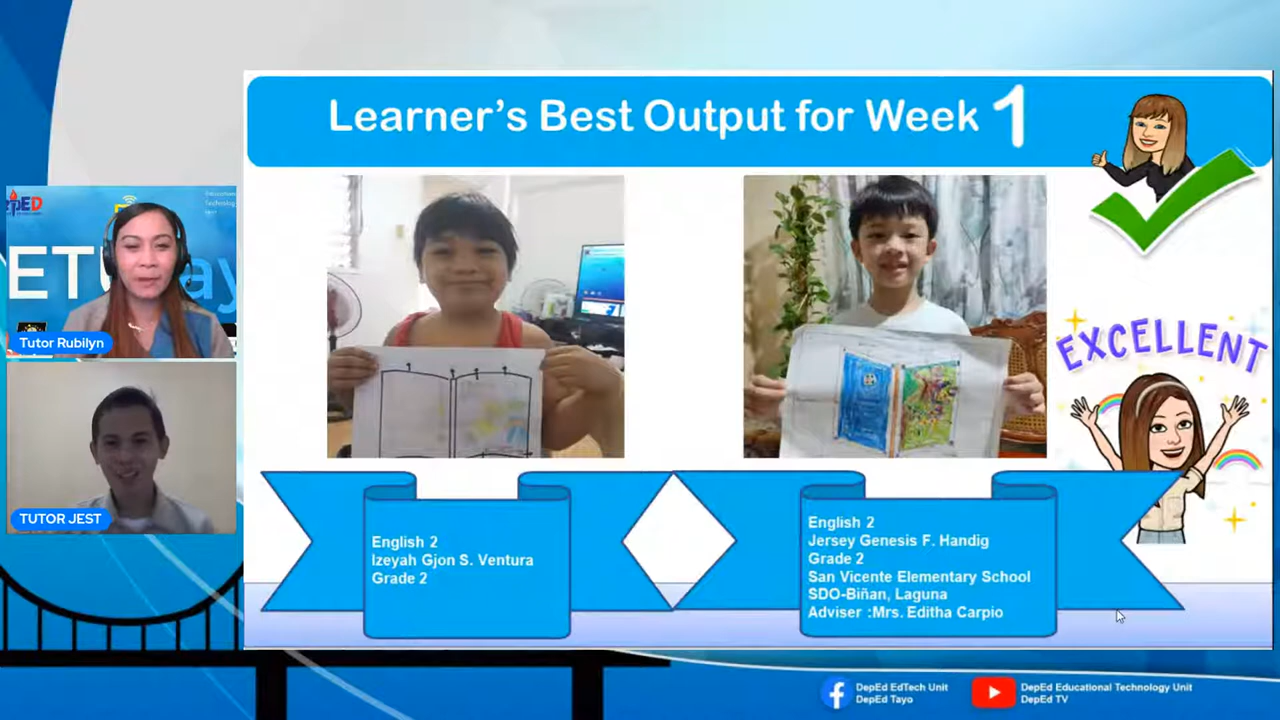 Learner's Best Output for Week 1
EXCELLENT
ETU
ay
Tutor Rubilyn
TUTOR JEST
English 2
Izeyah Gjon S. Ventura
Grade 2
English 2
Jersey Genesis F. Handig
Grade 2
San Vicente Elementary School
SDO-Biñan, Laguna
Adviser :Mrs. Editha Carpio
DepEd EdTech Unit
DepEd Tayo
DepEd Educational Technology Unit
DepEd TV